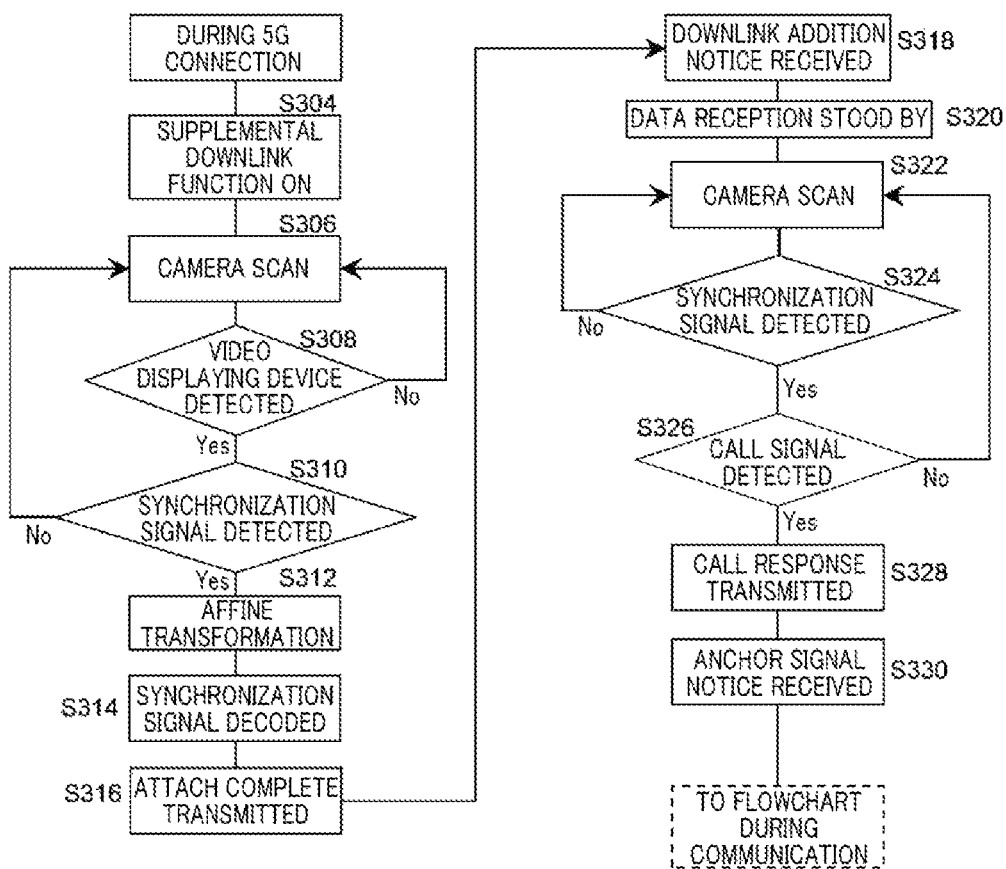 DURING 5G
CONNECTION
S304
SUPPLEMENTAL
DOWNLINK
FUNCTION ON
S306
CAMERA SCAN
S308
VIDEO
DISPLAYING DEVICE
DETECTED
No
Yes
S310
SYNCHRONIZATION
SIGNAL DETECTED
No
Yes
S312
AFFINE
TRANSFORMATION
S314
SYNCHRONIZATION
SIGNAL DECODED
S316
ATTACH COMPLETE
TRANSMITTED
DOWNLINK ADDITION
NOTICE RECEIVED
S318
DATA RECEPTION STOOD BY
S320
S322
CAMERA SCAN
S324
SYNCHRONIZATION
SIGNAL DETECTED
No
Yes
S326
CALL SIGNAL
DETECTED
No
Yes
CALL RESPONSE
TRANSMITTED
S328
ANCHOR SIGNAL
NOTICE RECEIVED
S330
TO FLOWCHART
DURING
COMMUNICATION